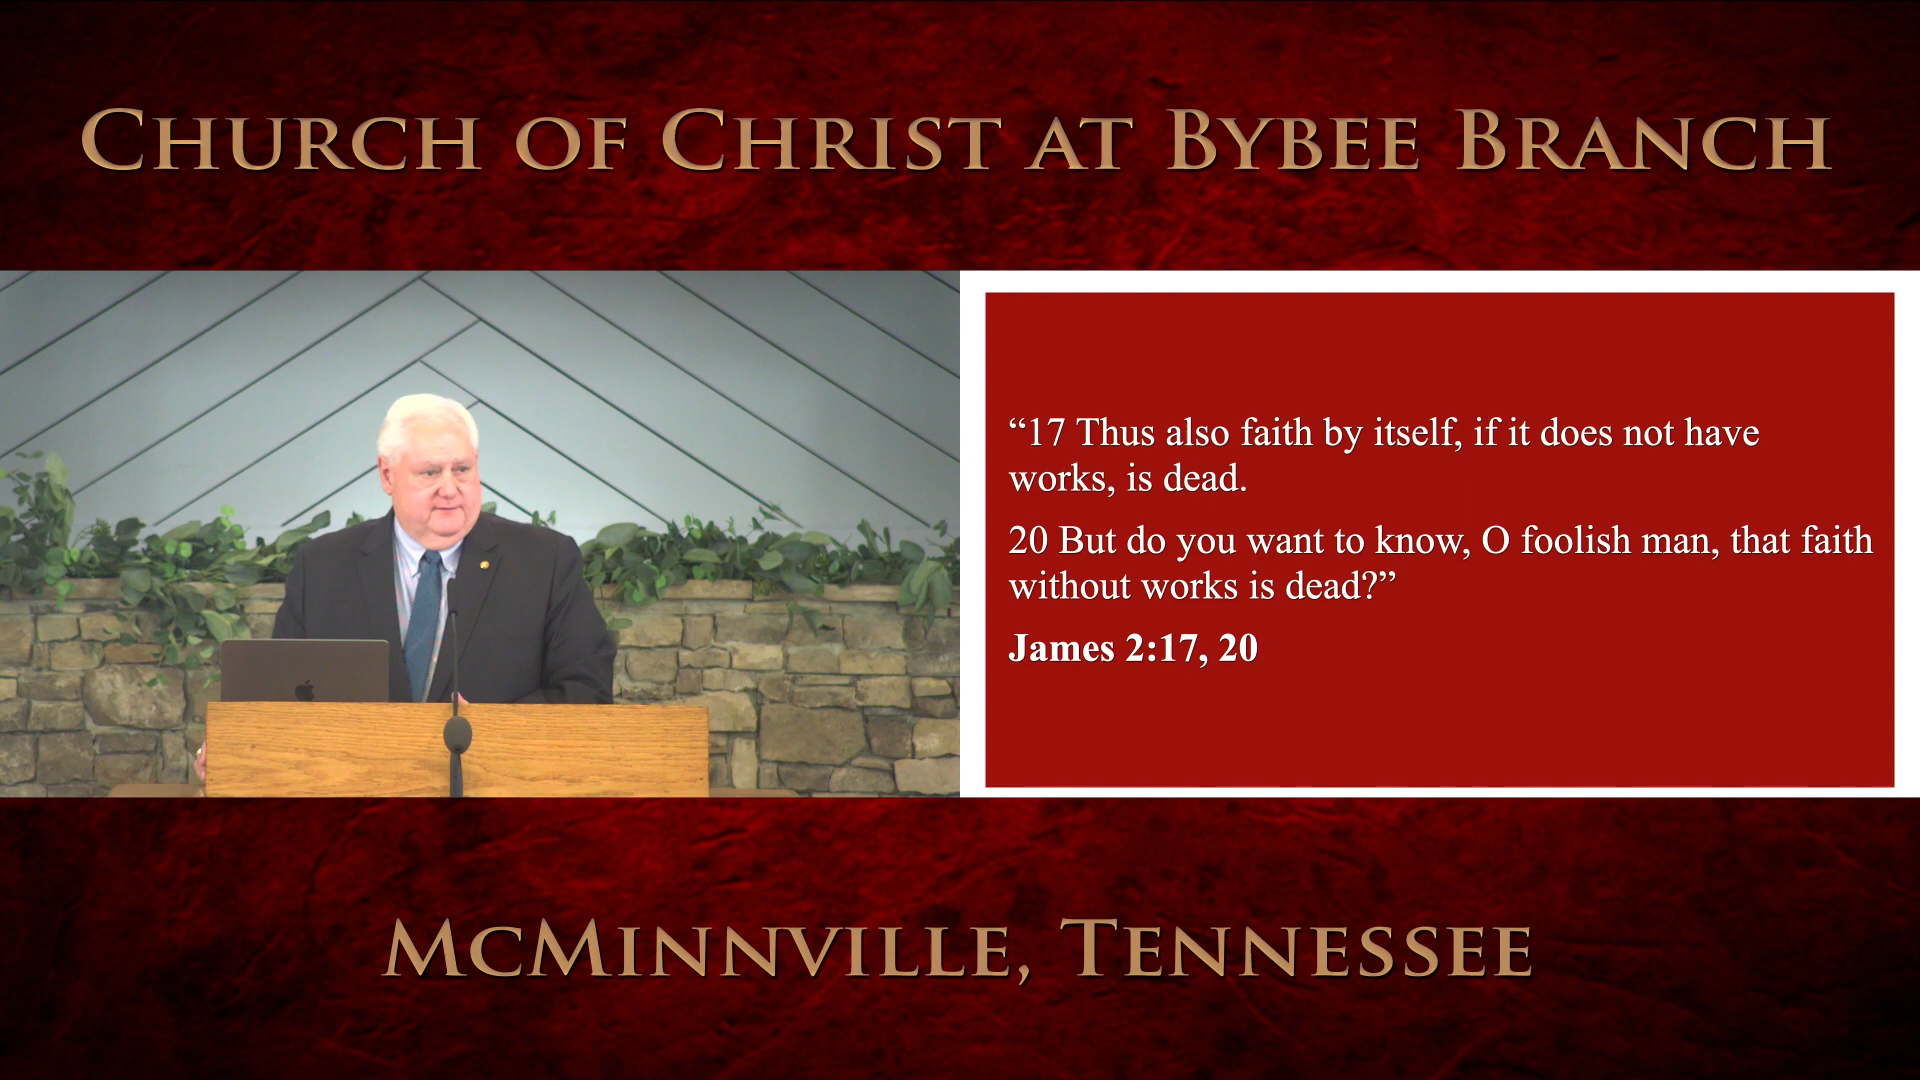 Church of Christ at Bybee Branch
“17 Thus also faith by itself, if it does not have
works, is dead.
20 But do you want to know, O foolish man, that faith
without works is dead?”
James 2:17, 20
McMinnville, Tennessee